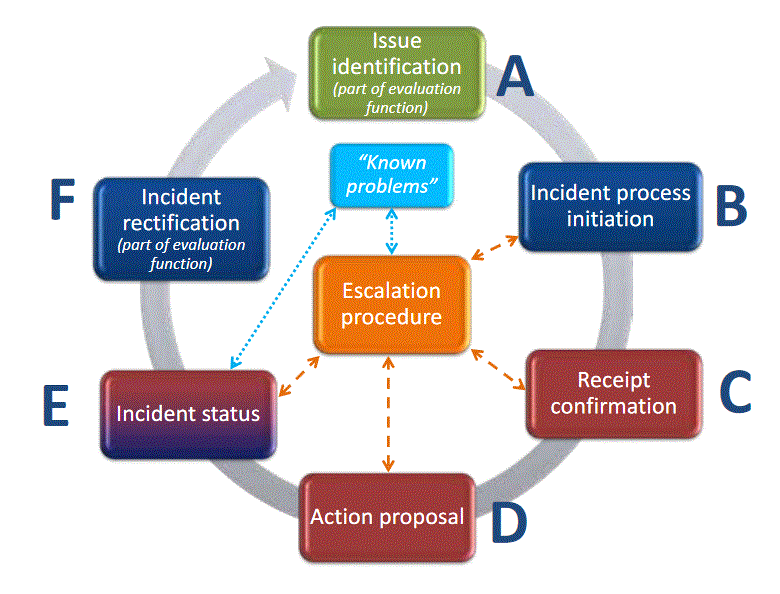 Issue
identification
(part of evaluation
function)
A
"Known
problems"
Incident process
initiation
B
F
Incident
rectification
(part of evaluation
function)
Escalation
procedure
Receipt
confirmation
C
E
Incident status
Action proposal
D